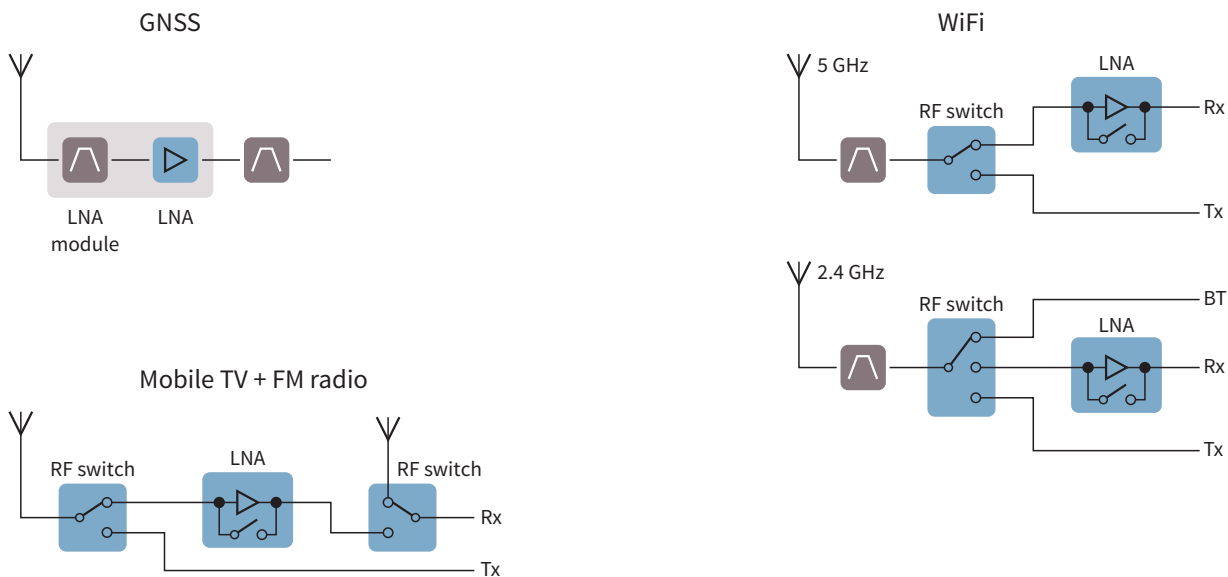 GNSS
LNA
module
LNA
Mobile TV + FM radio
RF switch
LNA
RF switch
Rx
Tx
WiFi
5 GHz
RF switch
LNA
Rx
Tx
2.4 GHz
RF switch
LNA
BT
Rx
Tx